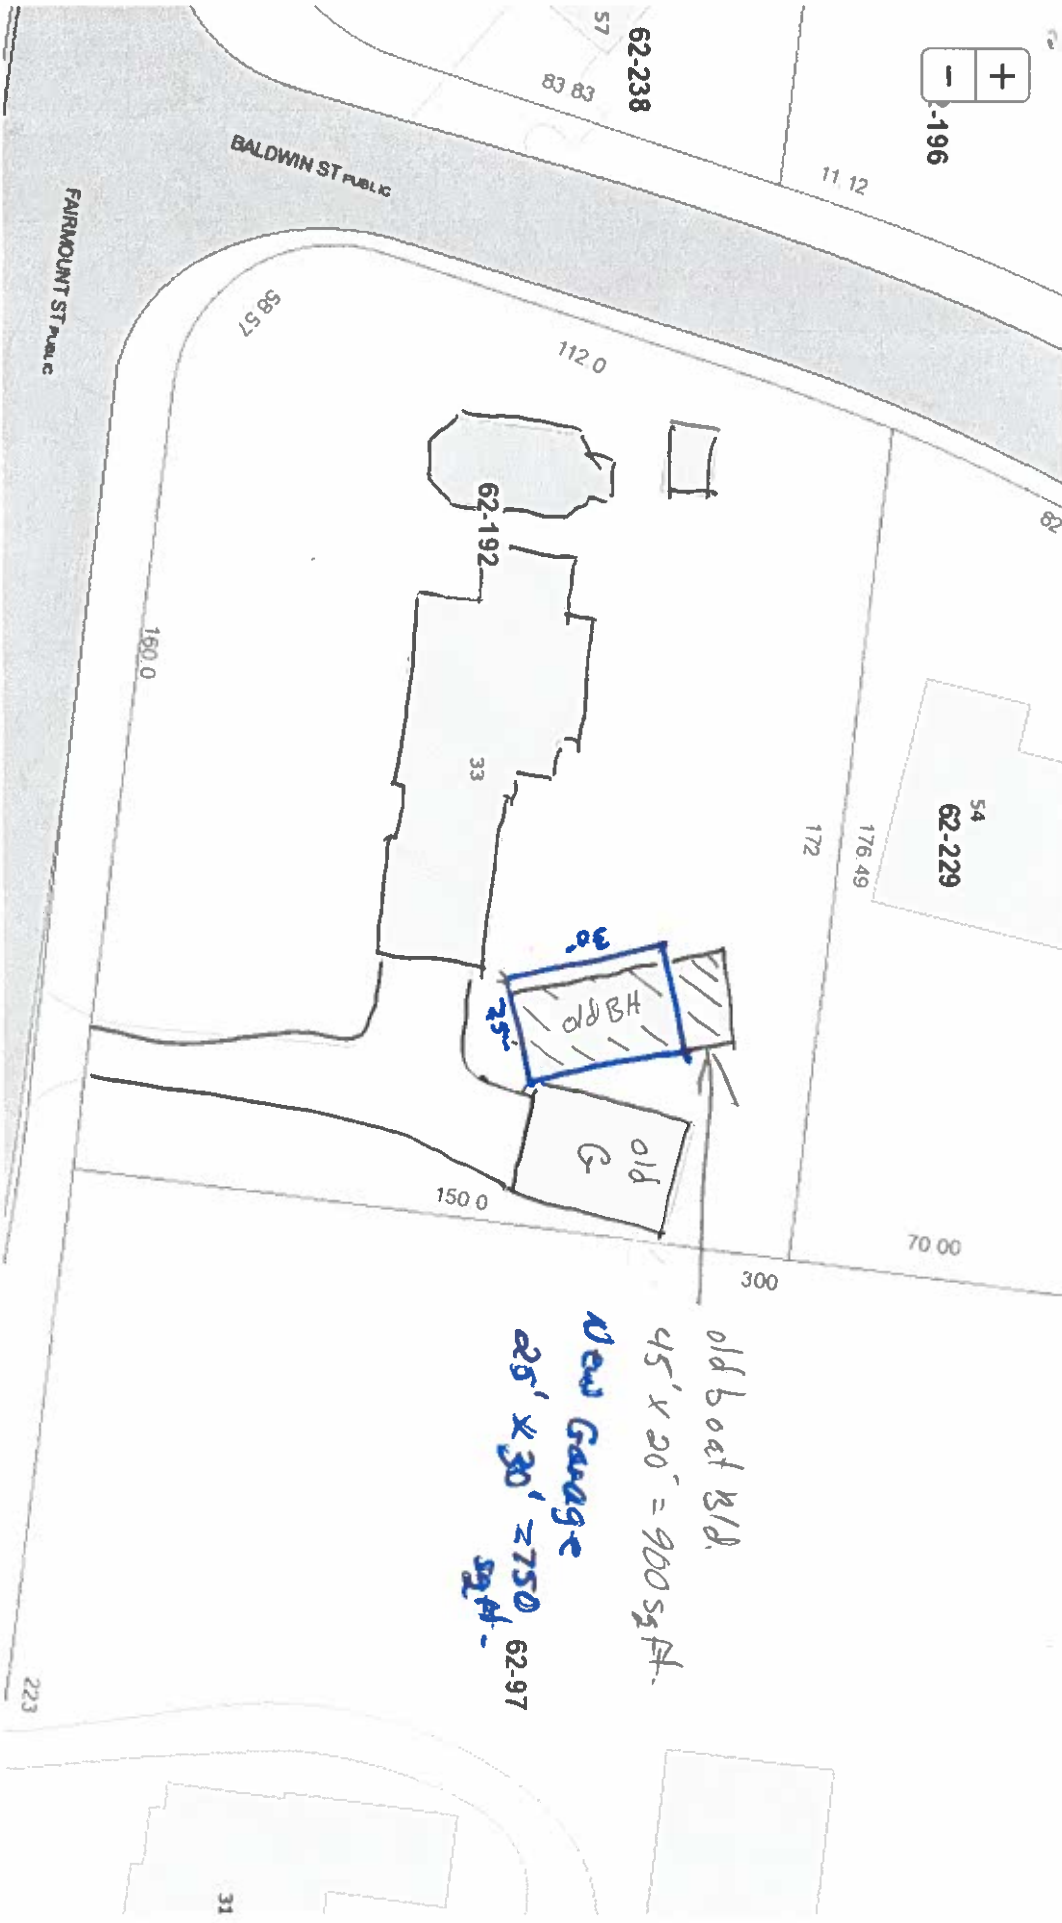 +
-
-196
62-238
57
83 83
11.12
BALDWIN ST PUBLIC
FAIRMOUNT ST PUBLIC
58.57
112.0
82
62-192
160.0
33
172
176.49
54
62-229
30'
25'
old BH
old
G
150 0
70 00
300
old boat Bld.
45' x 20' = 900 sq ft.
New Garage
25' x 30' = 750
sq ft.
62-97
223
31